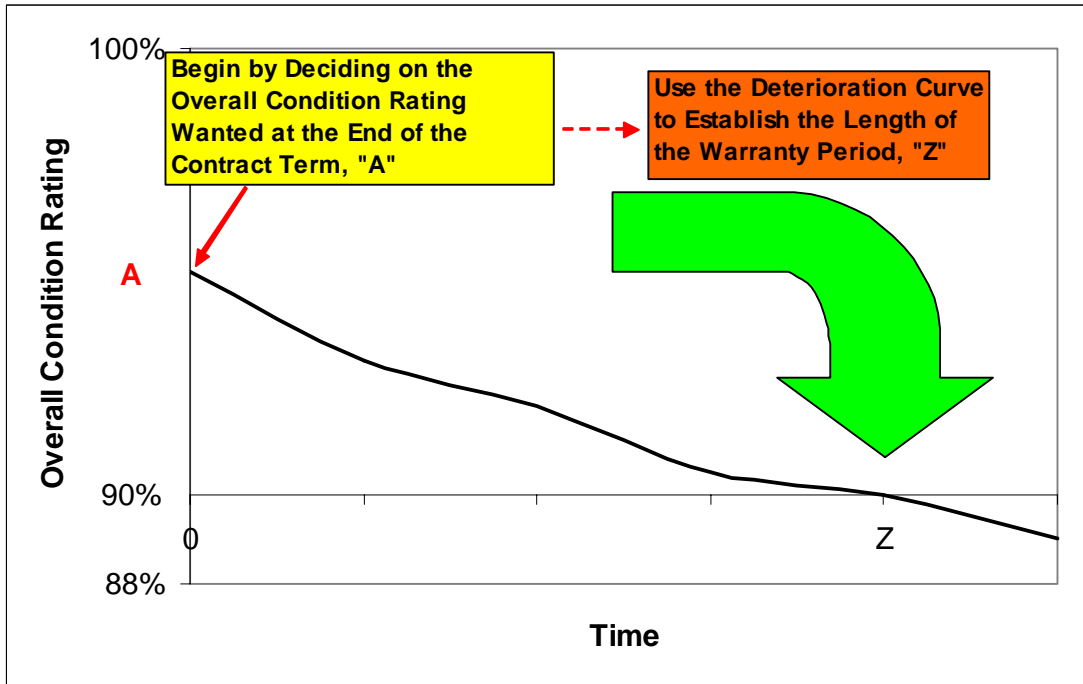 100%
Begin by Deciding on the
Overall Condition Rating
Wanted at the End of the
Contract Term, "A"
Use the Deterioration Curve
to Establish the Length of
the Warranty Period, "Z"
Overall Condition Rating
A
90%
0
Z
88%
Time